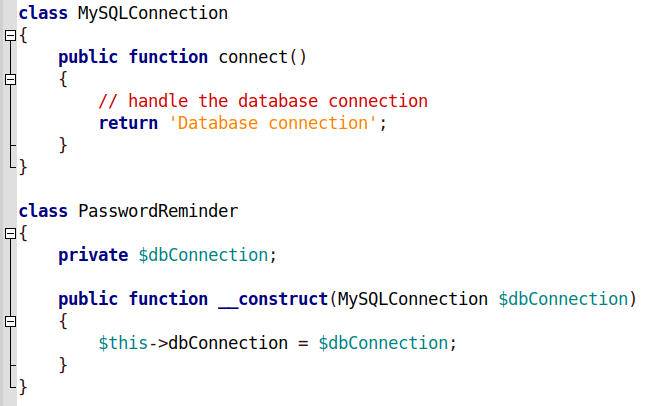 class MySQLConnection
{
    public function connect()
    {
        // handle the database connection
        return 'Database connection';
    }
}

class PasswordReminder
{
    private $dbConnection;

    public function __construct(MySQLConnection $dbConnection)
    {
        $this->dbConnection = $dbConnection;
    }
}